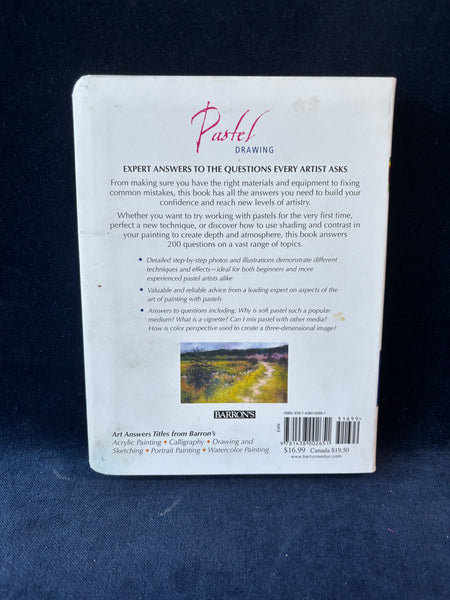 Pastel
DRAWING
EXPERT ANSWERS TO THE QUESTIONS EVERY ARTIST ASKS
From making sure you have the right materials and equipment to fixing
common mistakes, this book has all the answers you need to build your
confidence and reach new levels of artistry.
Whether you want to try working with pastels for the very first time,
perfect a new technique, or discover how to use shading and contrast in
your painting to create depth and atmosphere, this book answers
200 questions on a vast range of topics.
• Detailed step-by-step photos and illustrations demonstrate different
techniques and effects—ideal for both beginners and more
experienced pastel artists alike
• Valuable and reliable advice from a leading expert on aspects of the
art of painting with pastels
• Answers to questions including: Why is soft pastel such a popular
medium? What is a vignette? Can I mix pastel with other media?
How is color perspective used to create a three-dimensional image?
BARRON'S
Art Answers Titles from Barron's
Acrylic Painting • Calligraphy • Drawing and
Sketching • Portrait Painting • Watercolor Painting
EAN
51699>
$16.99 Canada $19.50
www.barronseduc.com